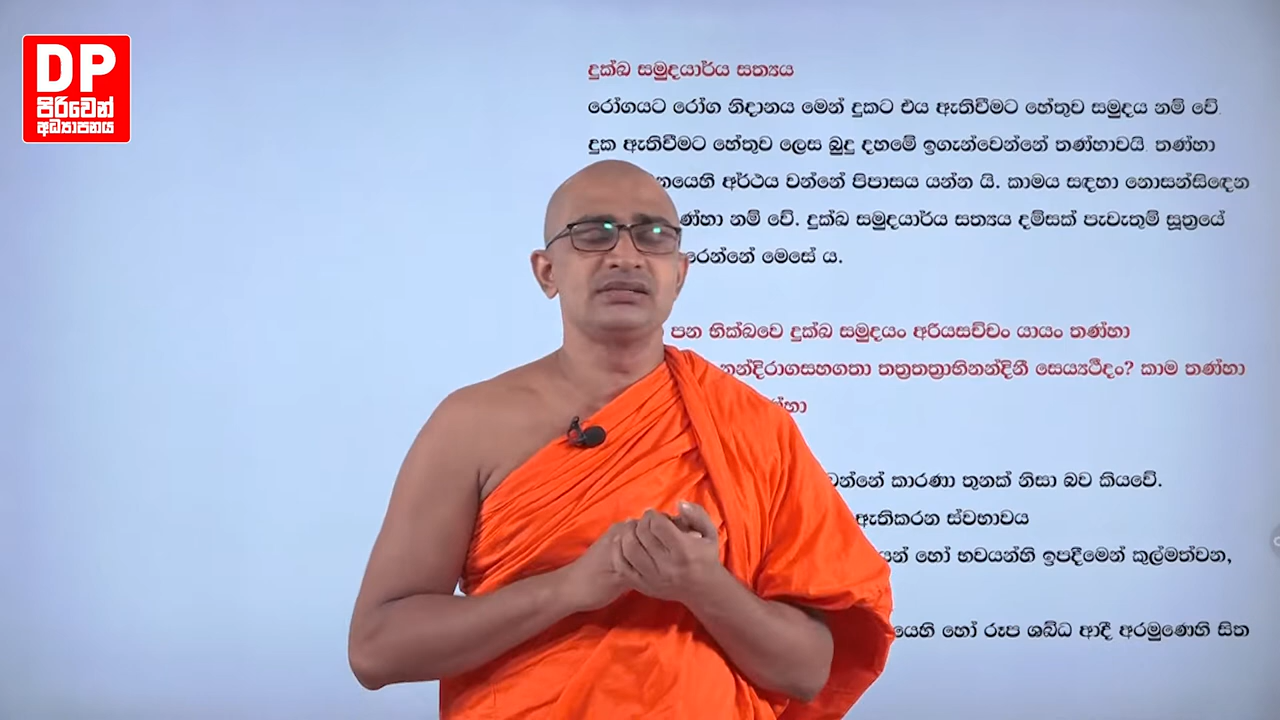 DP
පිරිවෙන්
අධ්‍යාපනය
දුක්ඛ සමුදයාර්ය සත්‍යය
රෝගයට රෝග නිදානය මෙන් දුකට එය ඇතිවීමට හේතුව සමුදය නම් වේ.
දුක ඇතිවීමට හේතුව ලෙස බුදු දහමේ ඉගැන්වෙන්නේ තණ්හාවයි. තණ්හා
අර්ථය වන්නේ පිපාසය යන්න යි. කාමය සඳහා නොසන්සිඳෙන
නම් වේ. දුක්ඛ සමුදයාර්ය සත්‍යය දම්සක් පැවැතුම් සූත්‍රයේ
මෙසේ ය.
පන භික්ඛවෙ දුක්ඛ සමුදයං අරියසච්චං යායං තණ්හා
නන්දිරාගසහගතා තත්‍රතත්‍රාභිනන්දිනී සෙය්‍යථීදං? කාම තණ්හා
කාරණා තුනක් නිසා බව කියවේ.
ඇතිකරන ස්වභාවය
හෝ භවයන්හි ඉපදීමෙන් කුල්මත්වන,
හෝ රූප ශබ්ධ ආදී අරමුණෙහි සිත